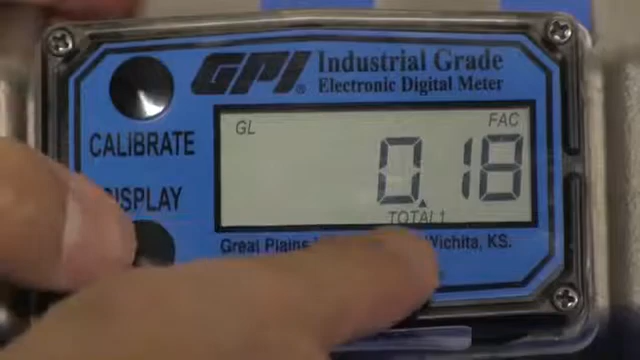 GPI®
Industrial Grade
Electronic Digital Meter
CALIBRATE
DISPLAY
GL
FAC
0.18
TOTAL 1
Great Plains Wichita, KS.